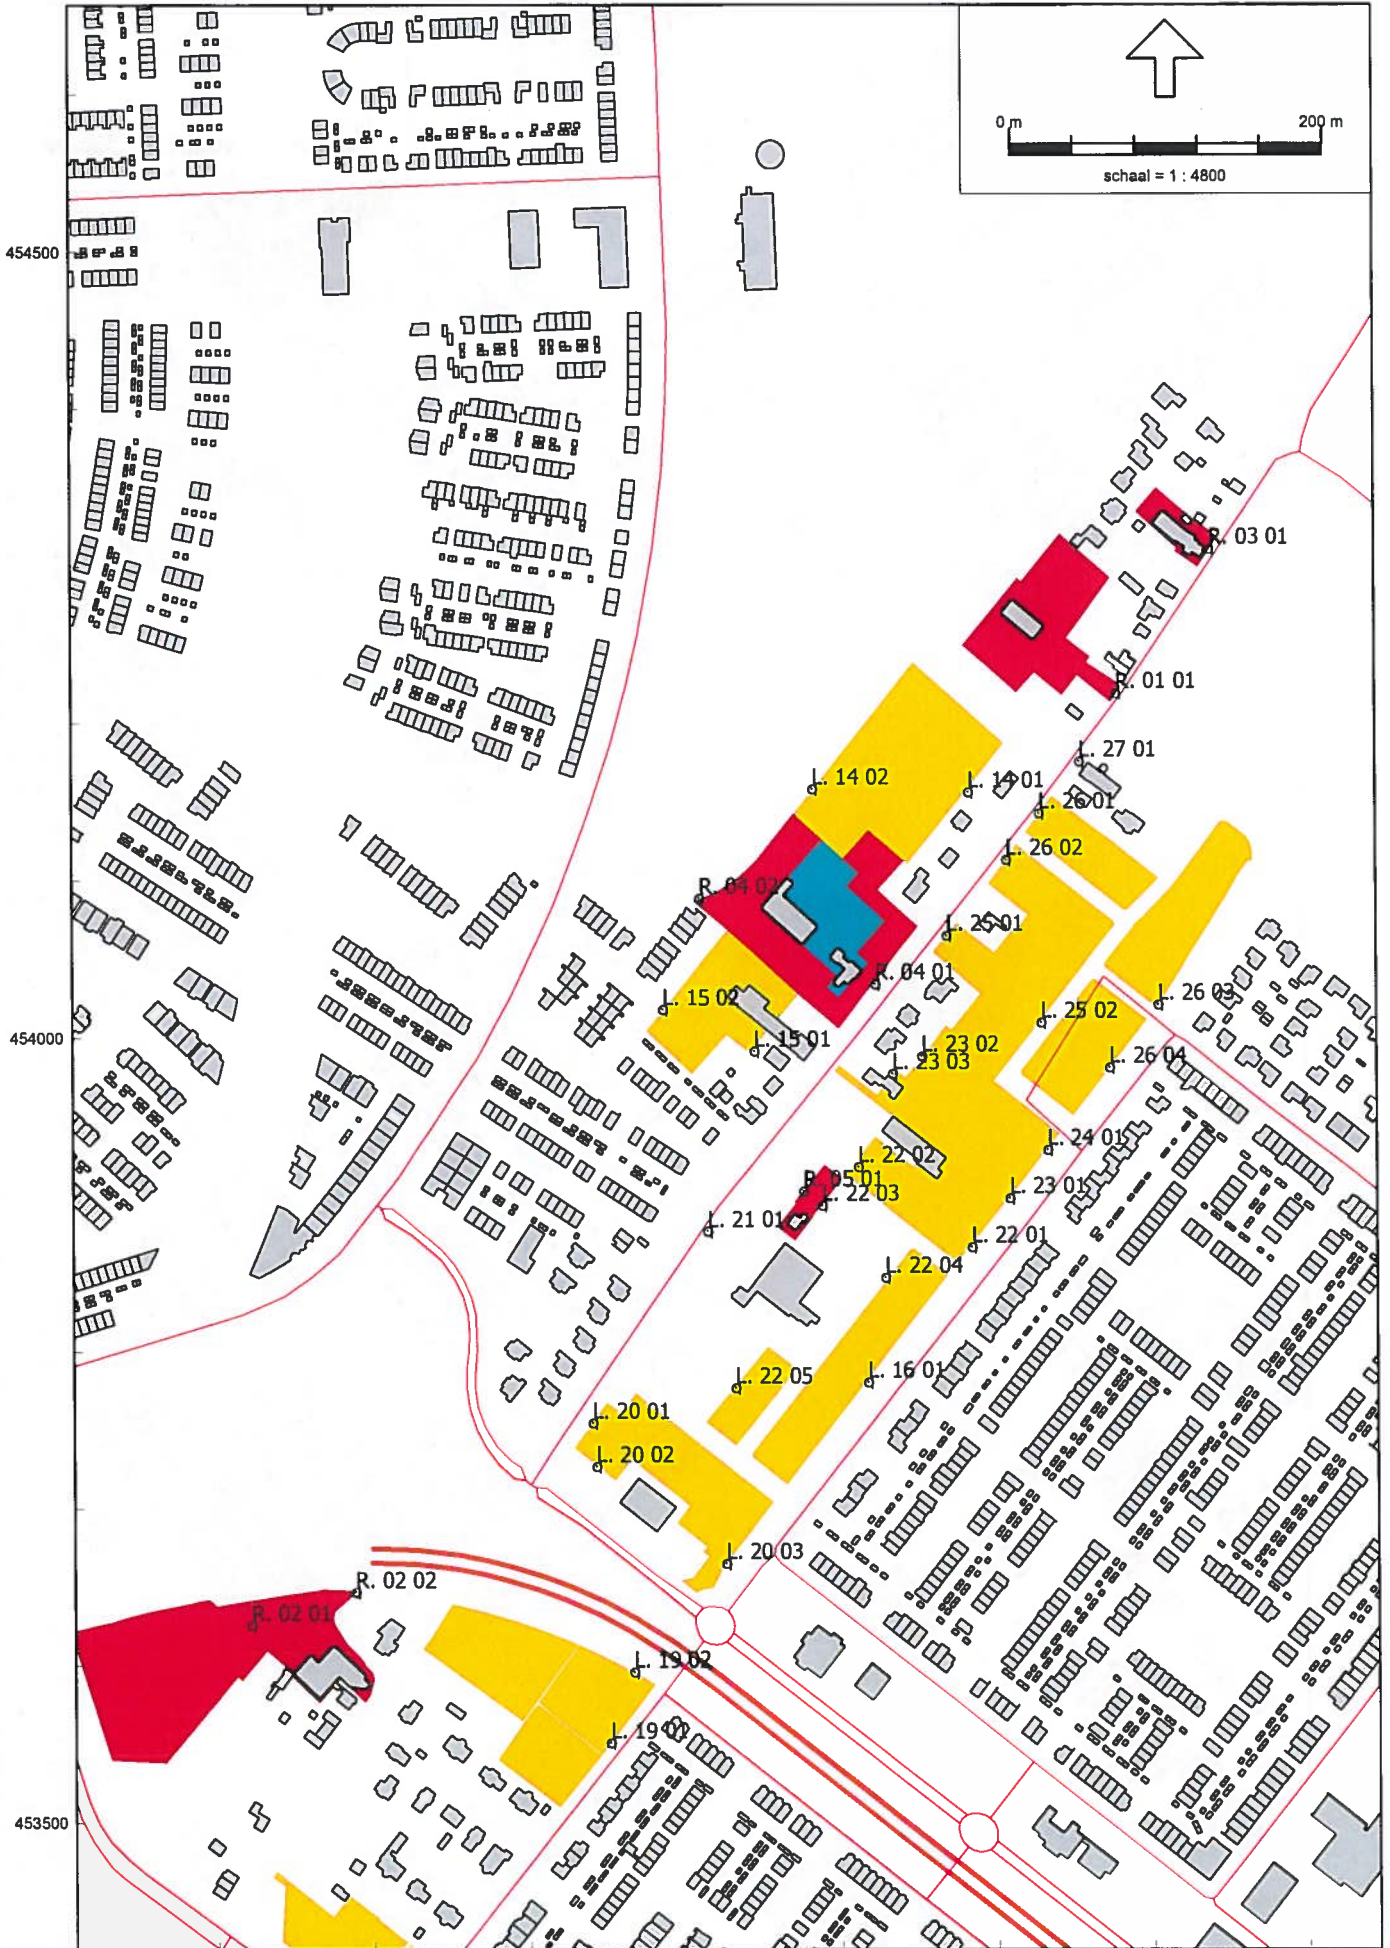 0 m 200 m
schaal = 1 : 4800
454500
R. 03 01
R. 01 01
L. 27 01
L. 14 02
L. 14 01
L. 26 01
L. 26 02
R. 04 02
L. 25 01
R. 04 01
L. 26 03
L. 15 02
L. 25 02
454000
L. 15 01
L. 23 02
L. 23 03
L. 26 04
L. 24 01
L. 22 02
R. 05 01
L. 22 03
L. 23 01
L. 21 01
L. 22 01
L. 22 04
L. 22 05
L. 16 01
L. 20 01
L. 20 02
L. 20 03
R. 02 02
R. 02 01
L. 19 02
L. 19 01
453500